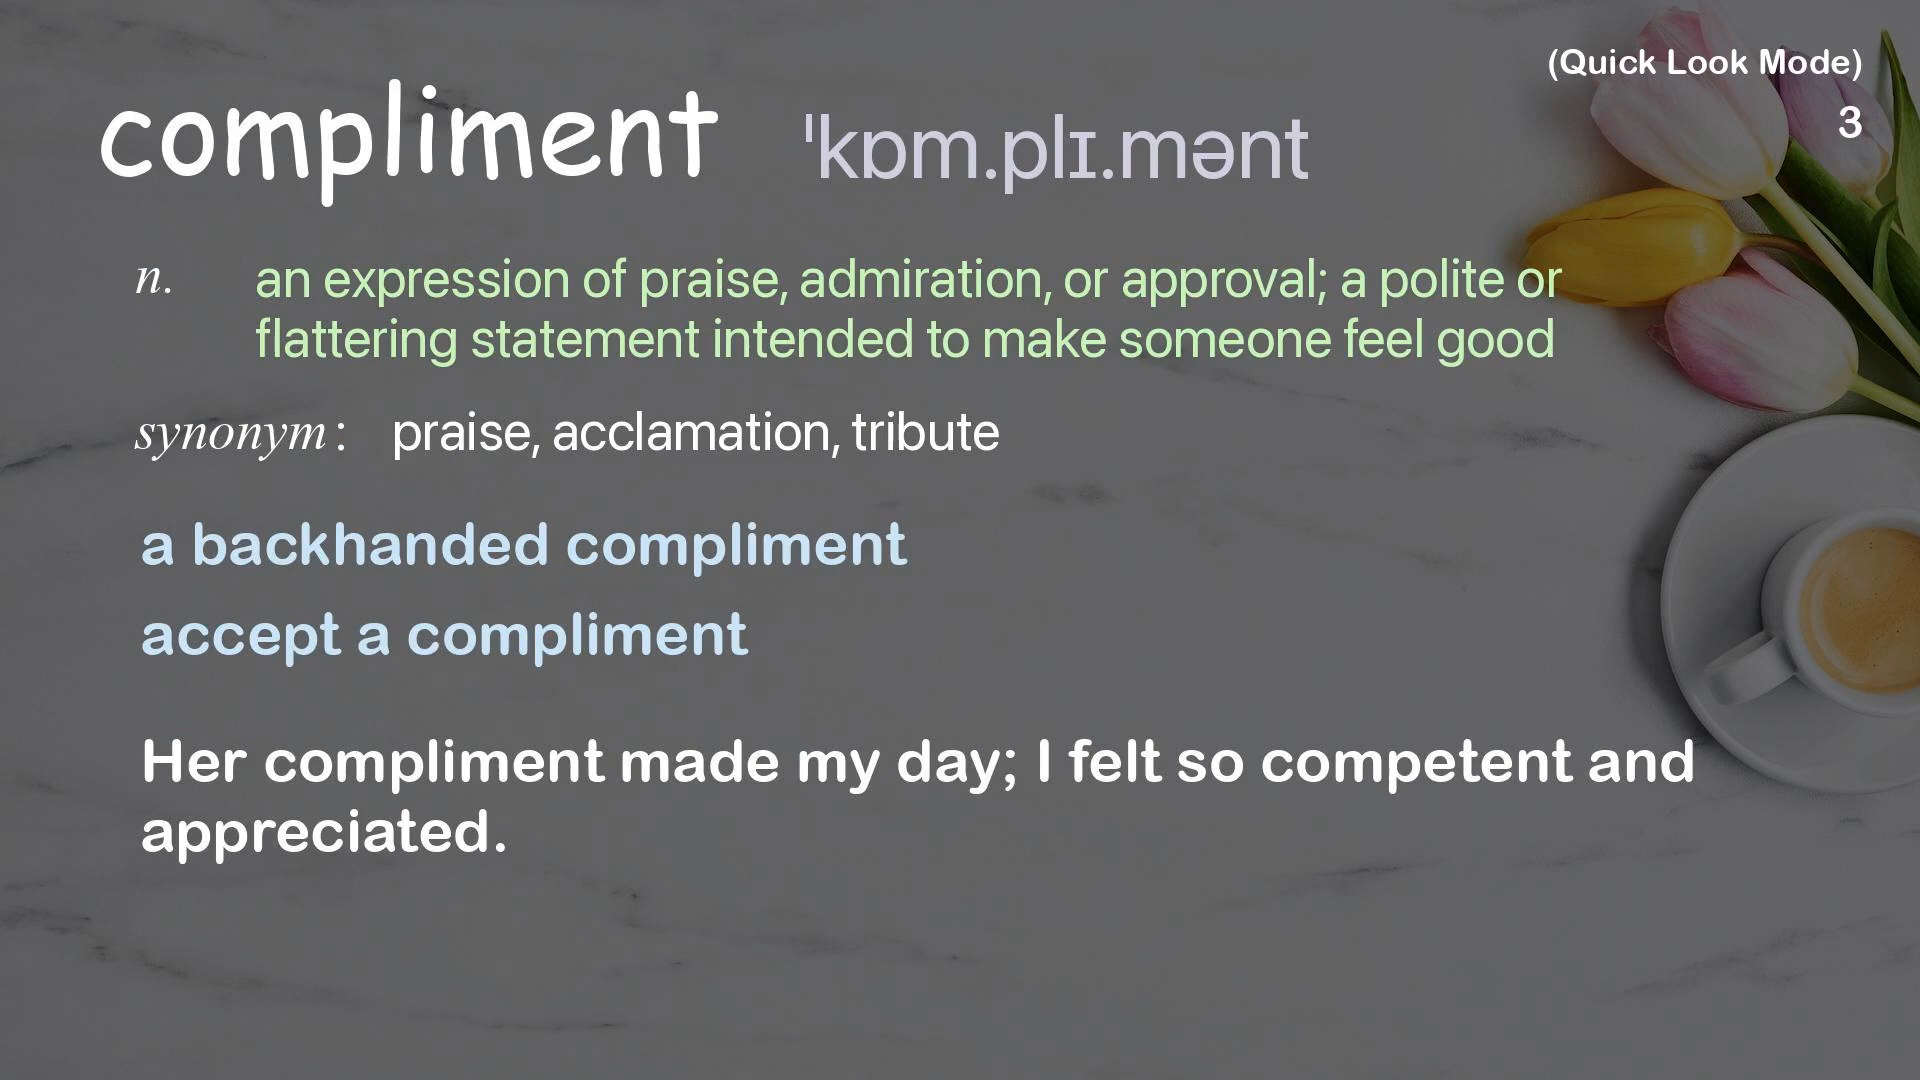 (Quick Look Mode)
3
compliment ˈkɒm.plɪ.mənt
n. an expression of praise, admiration, or approval; a polite or
flattering statement intended to make someone feel good
synonym: praise, acclamation, tribute
a backhanded compliment
accept a compliment
Her compliment made my day; I felt so competent and
appreciated.